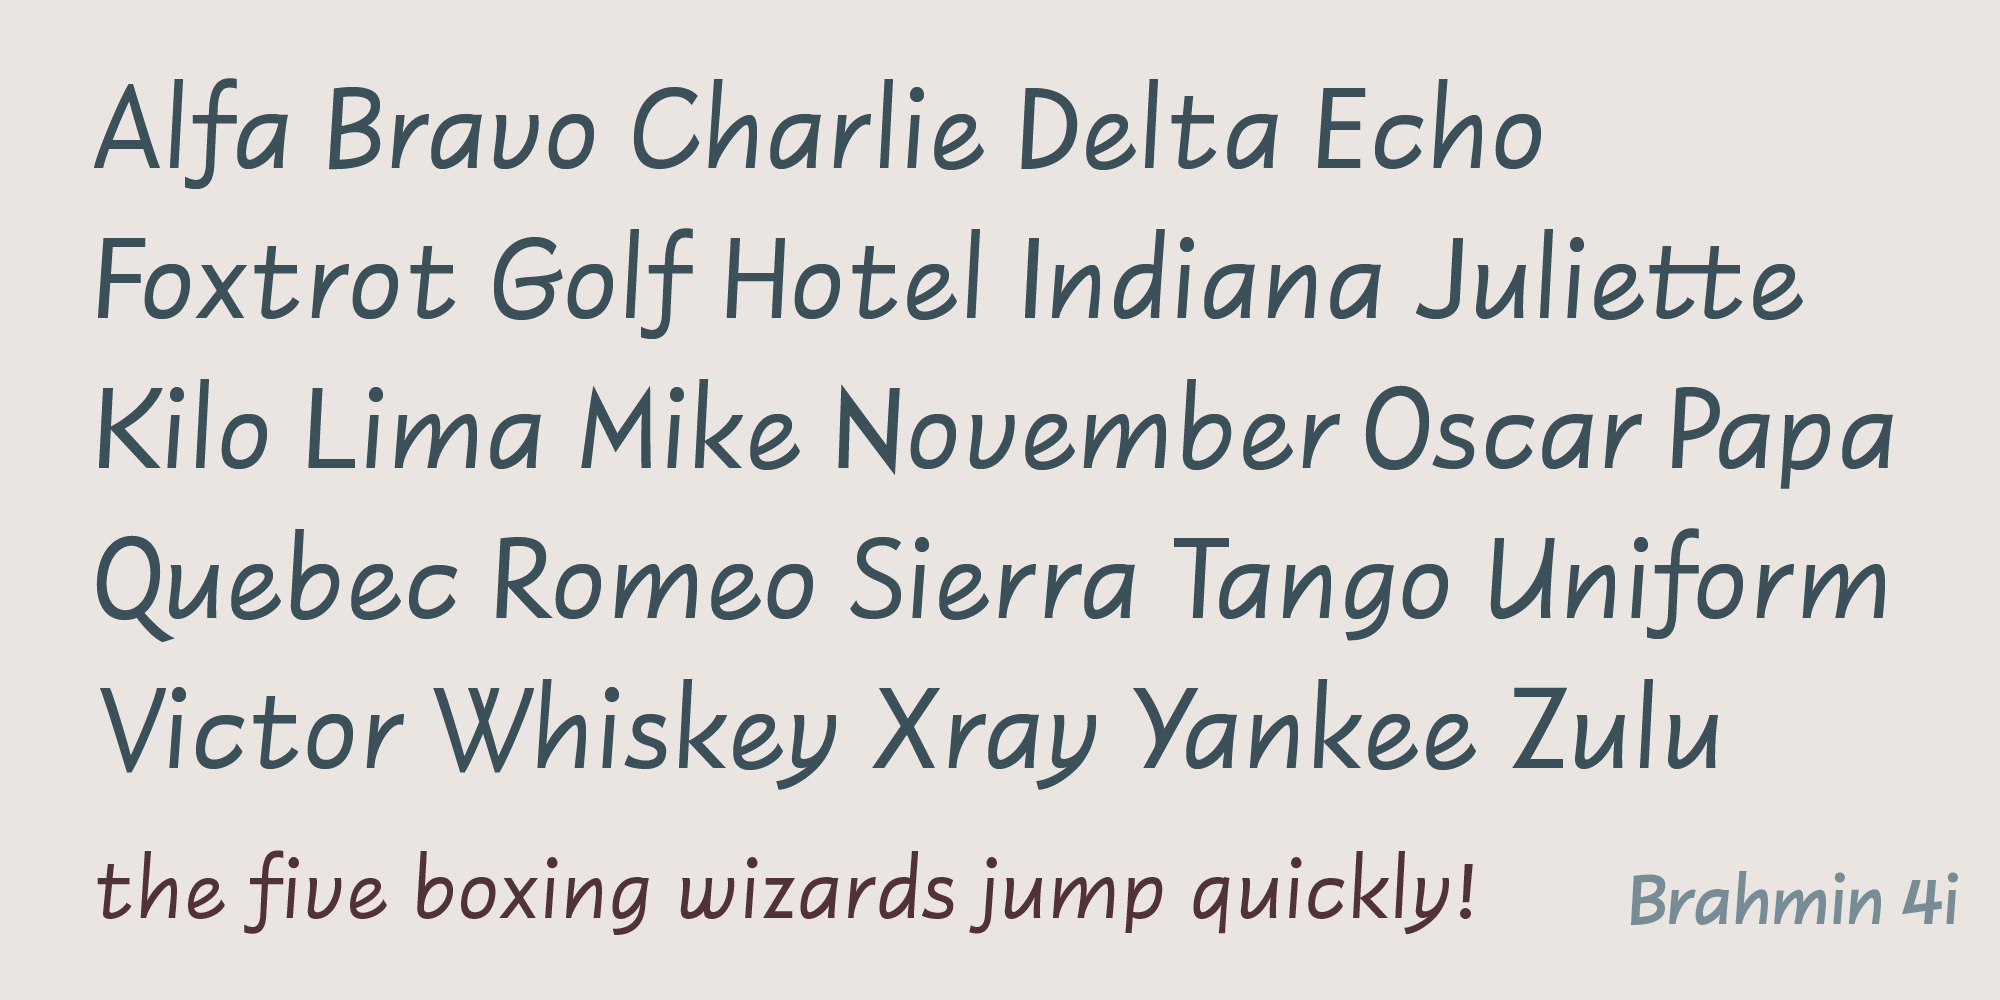 Alfa Bravo Charlie Delta Echo
Foxtrot Golf Hotel Indiana Juliette
Kilo Lima Mike November Oscar Papa
Quebec Romeo Sierra Tango Uniform
Victor Whiskey Xray Yankee Zulu
the five boxing wizards jump quickly!
Brahmin 4i